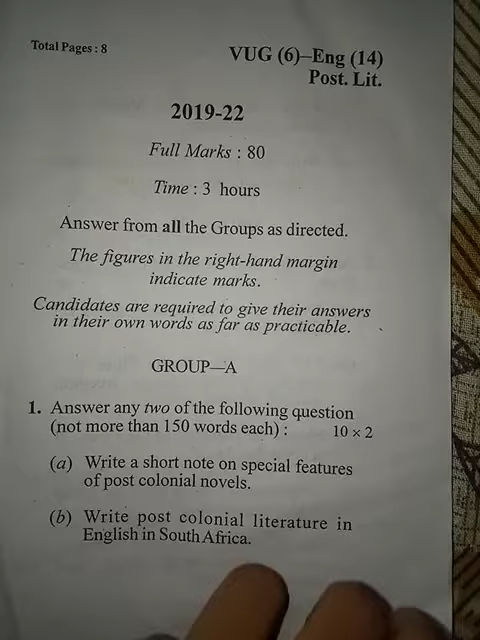 Total Pages : 8
VUG (6)–Eng (14)
Post. Lit.
2019-22
Full Marks : 80
Time : 3 hours
Answer from all the Groups as directed.
The figures in the right-hand margin
indicate marks.
Candidates are required to give their answers
in their own words as far as practicable.
GROUP—A
1. Answer any two of the following question
(not more than 150 words each) : 10 × 2
(a) Write a short note on special features
of post colonial novels.
(b) Write post colonial literature in
English in South Africa.